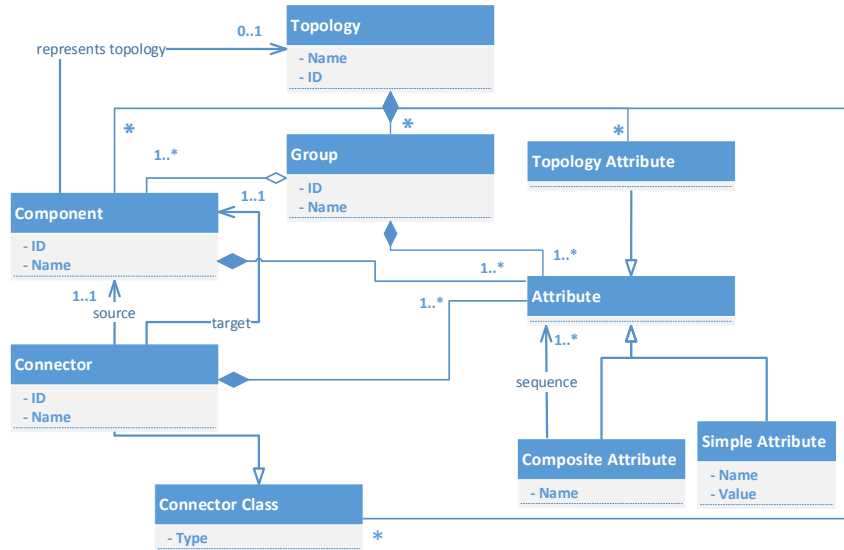 Topology
- Name
- ID
0..1
represents topology
*
*
*
1..*
Group
- ID
- Name
Topology Attribute
1..1
Component
- ID
- Name
1..*
1..*
Attribute
1..*
1..1
source
target
1..*
Connector
- ID
- Name
sequence
Composite Attribute
- Name
Simple Attribute
- Name
- Value
Connector Class
- Type
*